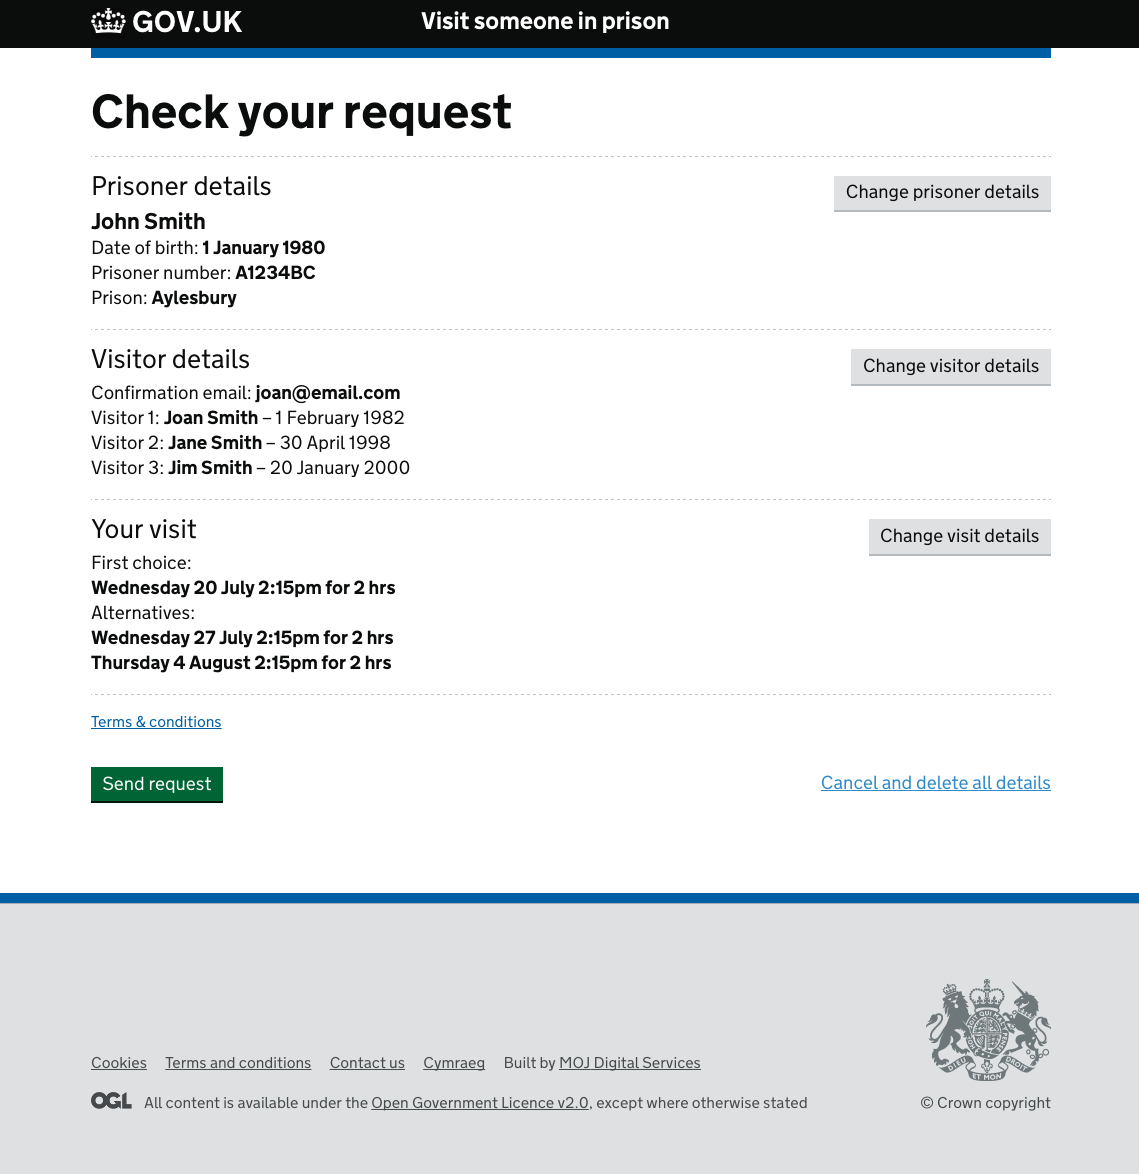 GOV.UK Visit someone in prison
Check your request
Prisoner details
Change prisoner details
John Smith
Date of birth: 1 January 1980
Prisoner number: A1234BC
Prison: Aylesbury
Visitor details
Change visitor details
Confirmation email: joan@email.com
Visitor 1: Joan Smith – 1 February 1982
Visitor 2: Jane Smith – 30 April 1998
Visitor 3: Jim Smith – 20 January 2000
Your visit
Change visit details
First choice:
Wednesday 20 July 2:15pm for 2 hrs
Alternatives:
Wednesday 27 July 2:15pm for 2 hrs
Thursday 4 August 2:15pm for 2 hrs
Terms & conditions
Send request
Cancel and delete all details
Cookies Terms and conditions Contact us Cymraeg Built by MOJ Digital Services
OGL All content is available under the Open Government Licence v2.0, except where otherwise stated
© Crown copyright